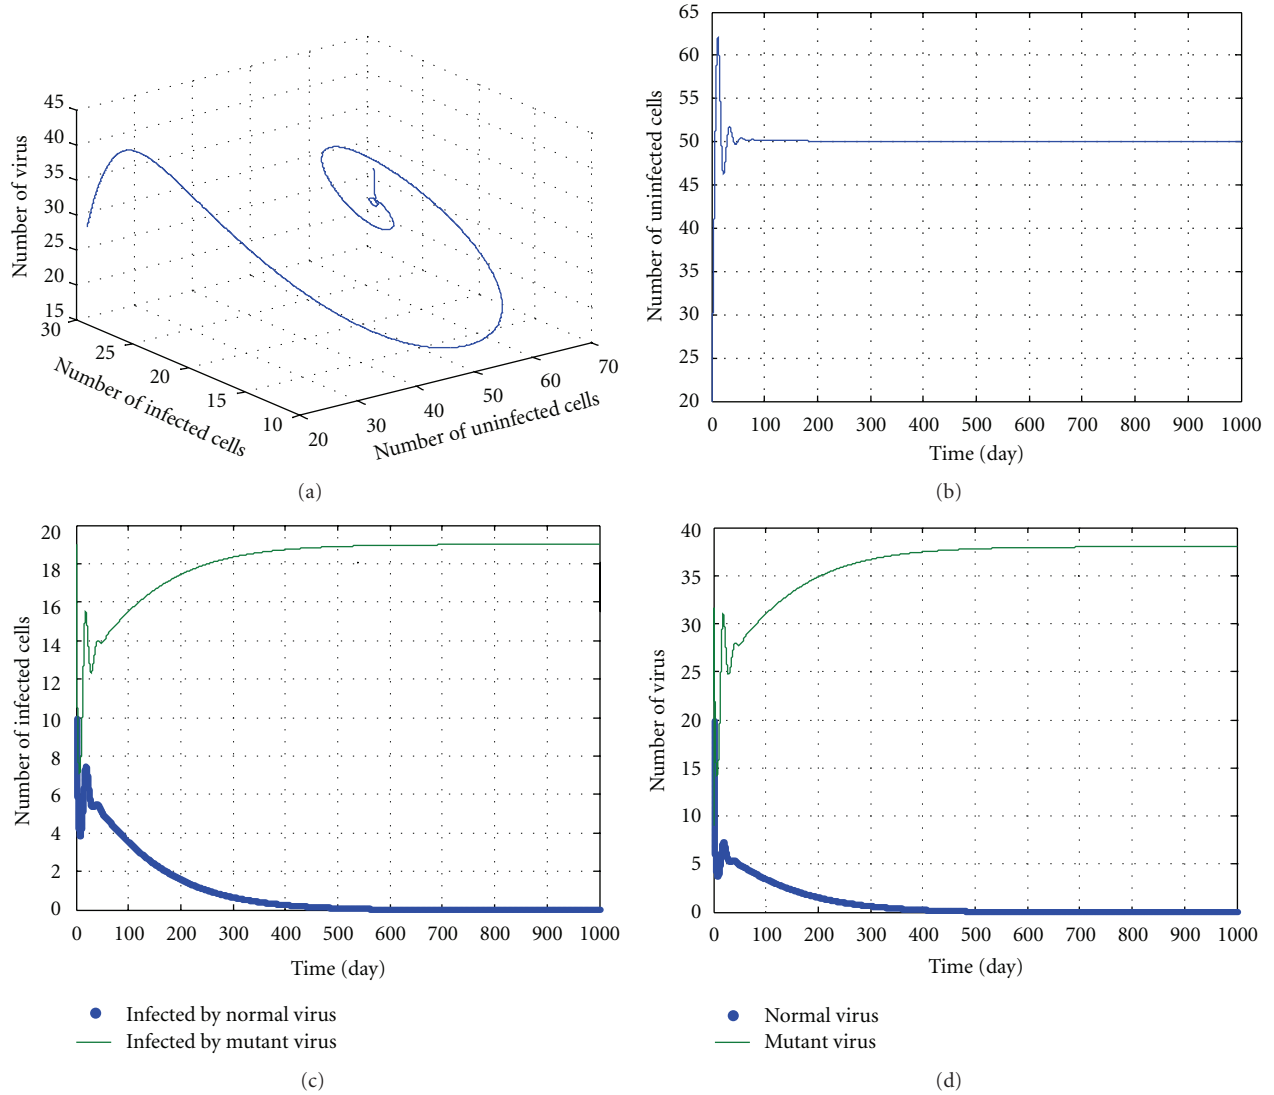 45
40
35
30
25
20
15
Number of virus
30
25
20
15
10
Number of infected cells
20
30
40
50
60
70
Number of uninfected cells
(a)
65
60
55
50
45
40
35
30
25
20
Number of uninfected cells
0 100 200 300 400 500 600 700 800 900 1000
Time (day)
(b)
20
18
16
14
12
10
8
6
4
2
0
Number of infected cells
0 100 200 300 400 500 600 700 800 900 1000
Time (day)
Infected by normal virus
Infected by mutant virus
(c)
40
35
30
25
20
15
10
5
0
Number of virus
0 100 200 300 400 500 600 700 800 900 1000
Time (day)
Normal virus
Mutant virus
(d)